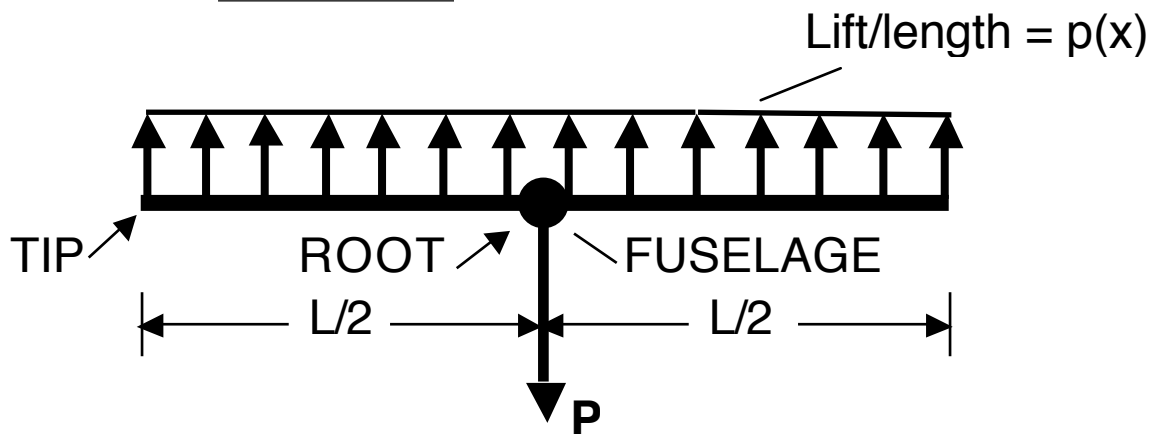 Lift/length = p(x)
TIP
ROOT
FUSELAGE
L/2
L/2
P